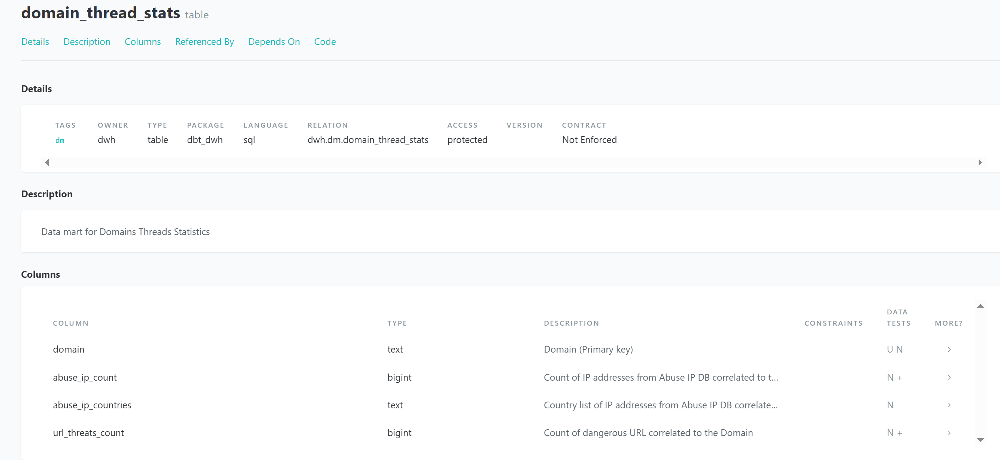 domain_thread_stats table
Details Description Columns Referenced By Depends On Code
Details
TAGS OWNER TYPE PACKAGE LANGUAGE RELATION ACCESS VERSION CONTRACT
dm dwh table dbt_dwh sql dwh.dm.domain_thread_stats protected Not Enforced
Description
Data mart for Domains Threads Statistics
Columns
COLUMN TYPE DESCRIPTION CONSTRAINTS DATA TESTS MORE?
domain text Domain (Primary key) U N
abuse_ip_count bigint Count of IP addresses from Abuse IP DB correlated to t... N +
abuse_ip_countries text Country list of IP addresses from Abuse IP DB correlate... N
url_threats_count bigint Count of dangerous URL correlated to the Domain N +